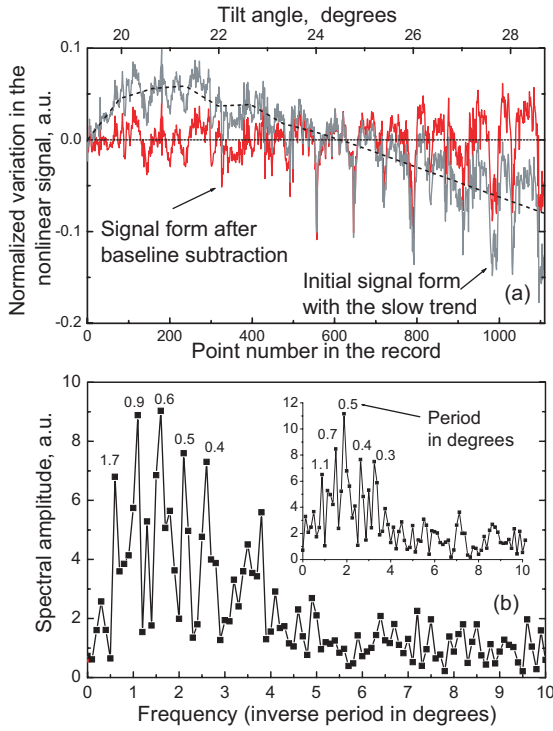 Tilt angle, degrees
20 22 24 26 28
0.1
0.0
-0.1
-0.2
Normalized variation in the
nonlinear signal, a.u.
Signal form after
baseline subtraction
Initial signal form
with the slow trend
(a)
0 200 400 600 800 1000
Point number in the record
10
8
6
4
2
0
Spectral amplitude, a.u.
1.7
0.9
0.6
0.5
0.4
12
10
8
6
4
2
0
1.1
0.7
0.5
0.4
0.3
Period
in degrees
0 2 4 6 8 10
(b)
0 1 2 3 4 5 6 7 8 9 10
Frequency (inverse period in degrees)